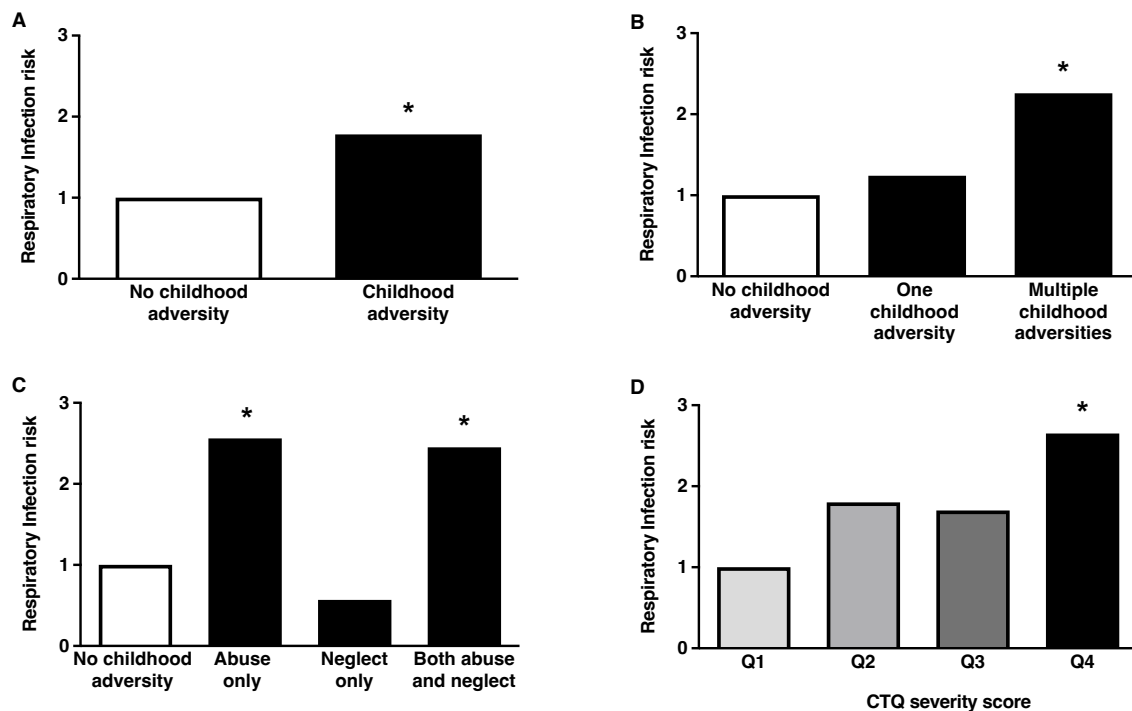 A
Respiratory Infection risk
3
2
1
0
*
No childhood
adversity
Childhood
adversity
B
Respiratory Infection risk
3
2
1
0
*
No childhood
adversity
One
childhood
adversity
Multiple
childhood
adversities
C
Respiratory Infection risk
3
2
1
0
*
*
No childhood
adversity
Abuse
only
Neglect
only
Both abuse
and neglect
D
Respiratory Infection risk
3
2
1
0
*
Q1
Q2
Q3
Q4
CTQ severity score